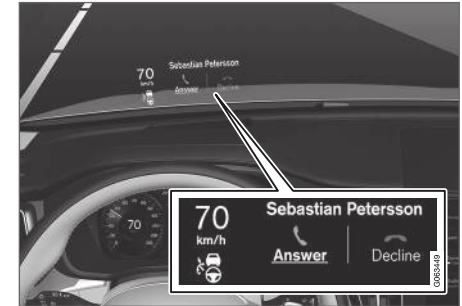 70
km/h
Sebastian Petersson
Answer
Decline
70
70
km/h
Sebastian Petersson
Answer
Decline
G063449